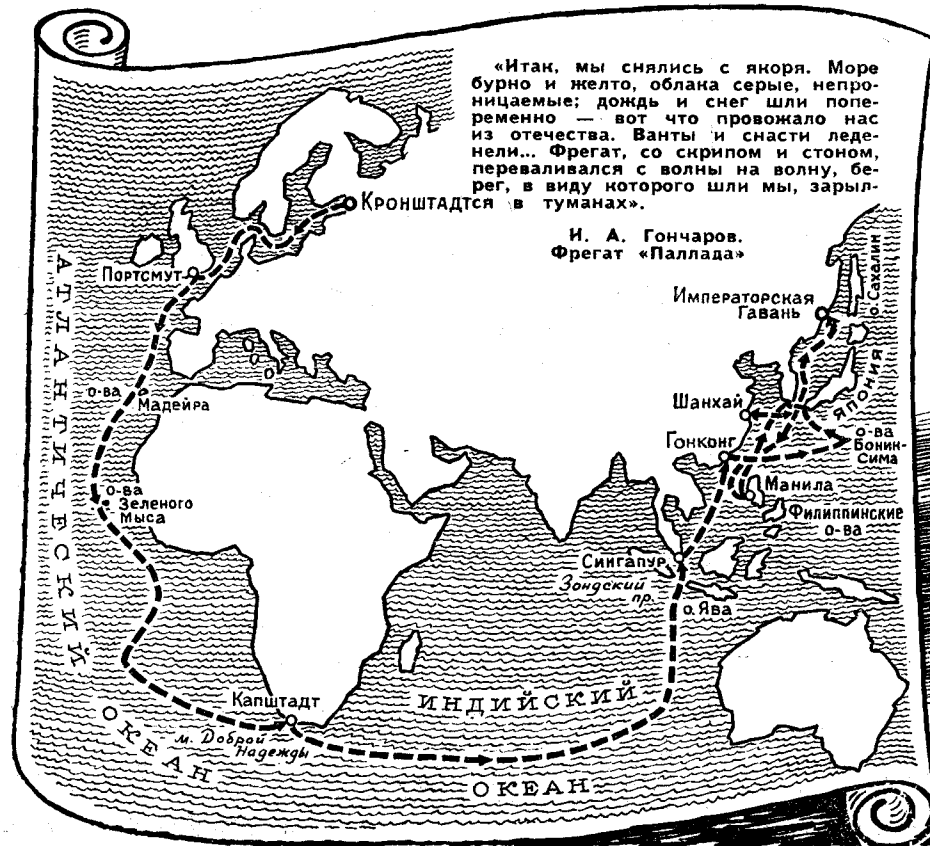 «Итак, мы снялись с якоря. Море
бурно и желто, облака серые, непро-
ницаемые; дождь и снег шли попе-
ременно — вот что провожало нас
из отечества. Ванты и снасти леде-
нели... Фрегат, со скрипом и стоном,
переваливался с волны на волну, бе-
рег, в виду которого шли мы, зарыл-
ся в туманах».
И. А. Гончаров.
Фрегат «Паллада»
Кронштадт
Портсмут
АТЛАНТИЧЕСКИЙ
ОКЕАН
о-ва
Мадейра
о-ва
Зеленого
Мыса
Капштадт
м. Доброй
Надежды
ИНДИЙСКИЙ
ОКЕАН
Императорская
Гавань
о. Сахалин
ЯПОНИЯ
Шанхай
Гонконг
о-ва
Бонин-
Сима
Манила
Филиппинские
о-ва
Сингапур
Зондский
пр.
о. Ява